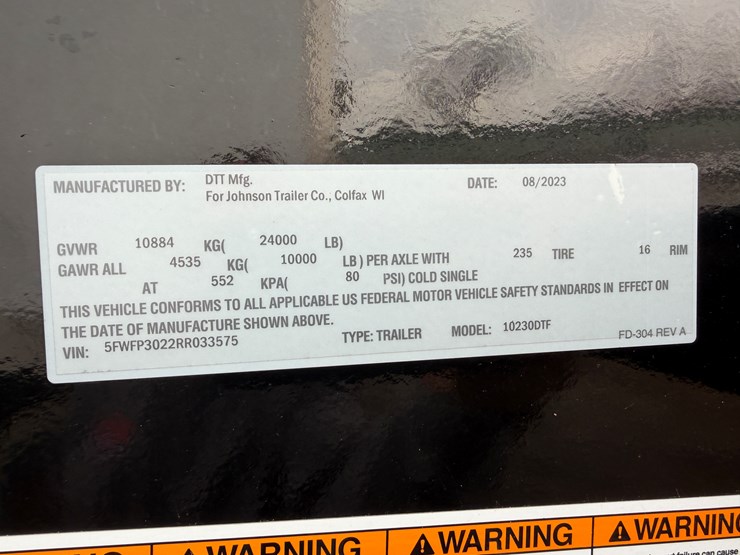 MANUFACTURED BY: DTT Mfg. DATE: 08/2023
For Johnson Trailer Co., Colfax WI
GVWR 10884 KG( 24000 LB)
GAWR ALL 4535 KG( 10000 LB) PER AXLE WITH 235 TIRE 16 RIM
AT 552 KPA( 80 PSI) COLD SINGLE
THIS VEHICLE CONFORMS TO ALL APPLICABLE US FEDERAL MOTOR VEHICLE SAFETY STANDARDS IN EFFECT ON
THE DATE OF MANUFACTURE SHOWN ABOVE.
VIN: 5FWFP3022RR033575 TYPE: TRAILER MODEL: 10230DTF FD-304 REV A
WARNING WARNING WARNING
failure can cause